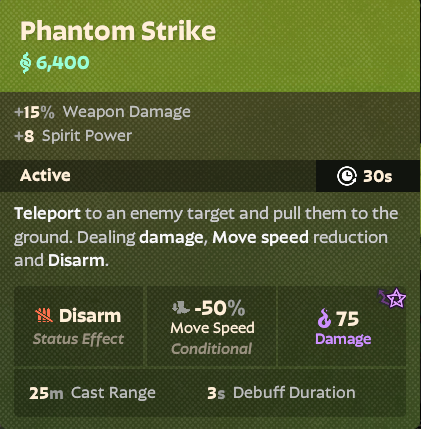 Phantom Strike
6,400
+15% Weapon Damage
+8 Spirit Power
Active 30s
Teleport to an enemy target and pull them to the
ground. Dealing damage, Move speed reduction
and Disarm.
Disarm
Status Effect
-50%
Move Speed
Conditional
75
Damage
25m Cast Range 3s Debuff Duration